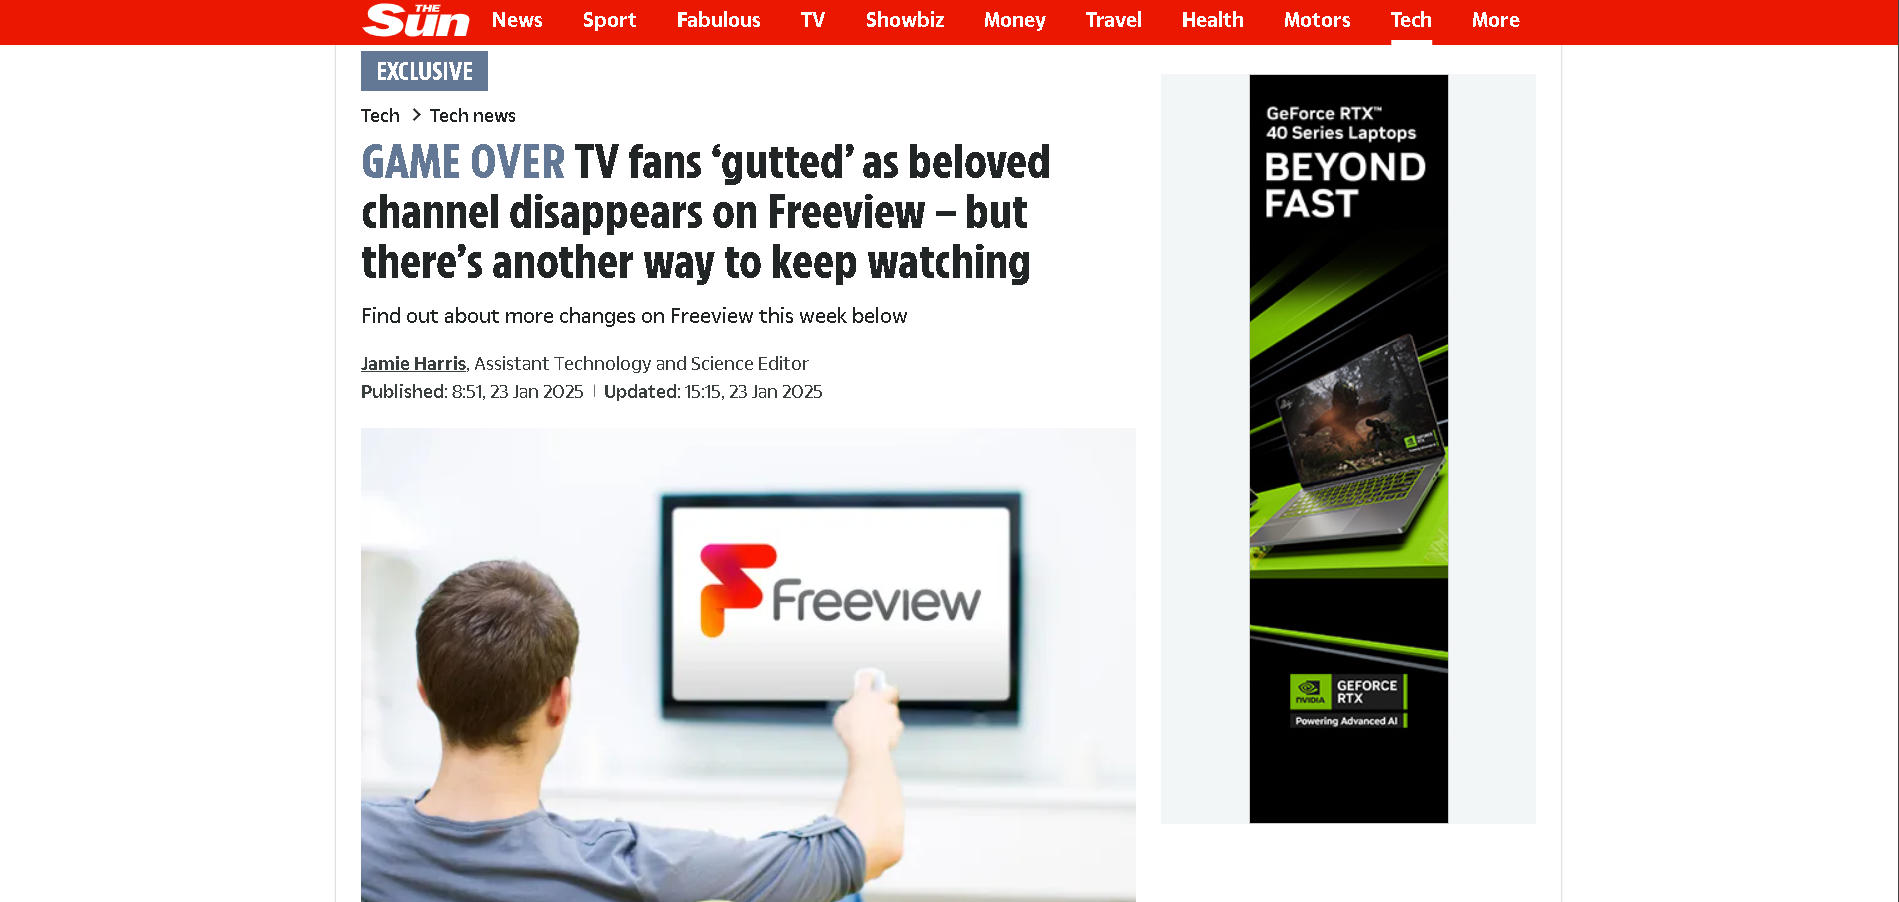 THE
Sun
News Sport Fabulous TV Showbiz Money Travel Health Motors Tech More
EXCLUSIVE
Tech > Tech news
GAME OVER TV fans ‘gutted’ as beloved
channel disappears on Freeview – but
there’s another way to keep watching
Find out about more changes on Freeview this week below
Jamie Harris, Assistant Technology and Science Editor
Published: 8:51, 23 Jan 2025 | Updated: 15:15, 23 Jan 2025
Freeview
GeForce RTX™
40 Series Laptops
BEYOND
FAST
NVIDIA
GEFORCE
RTX
Powering Advanced AI